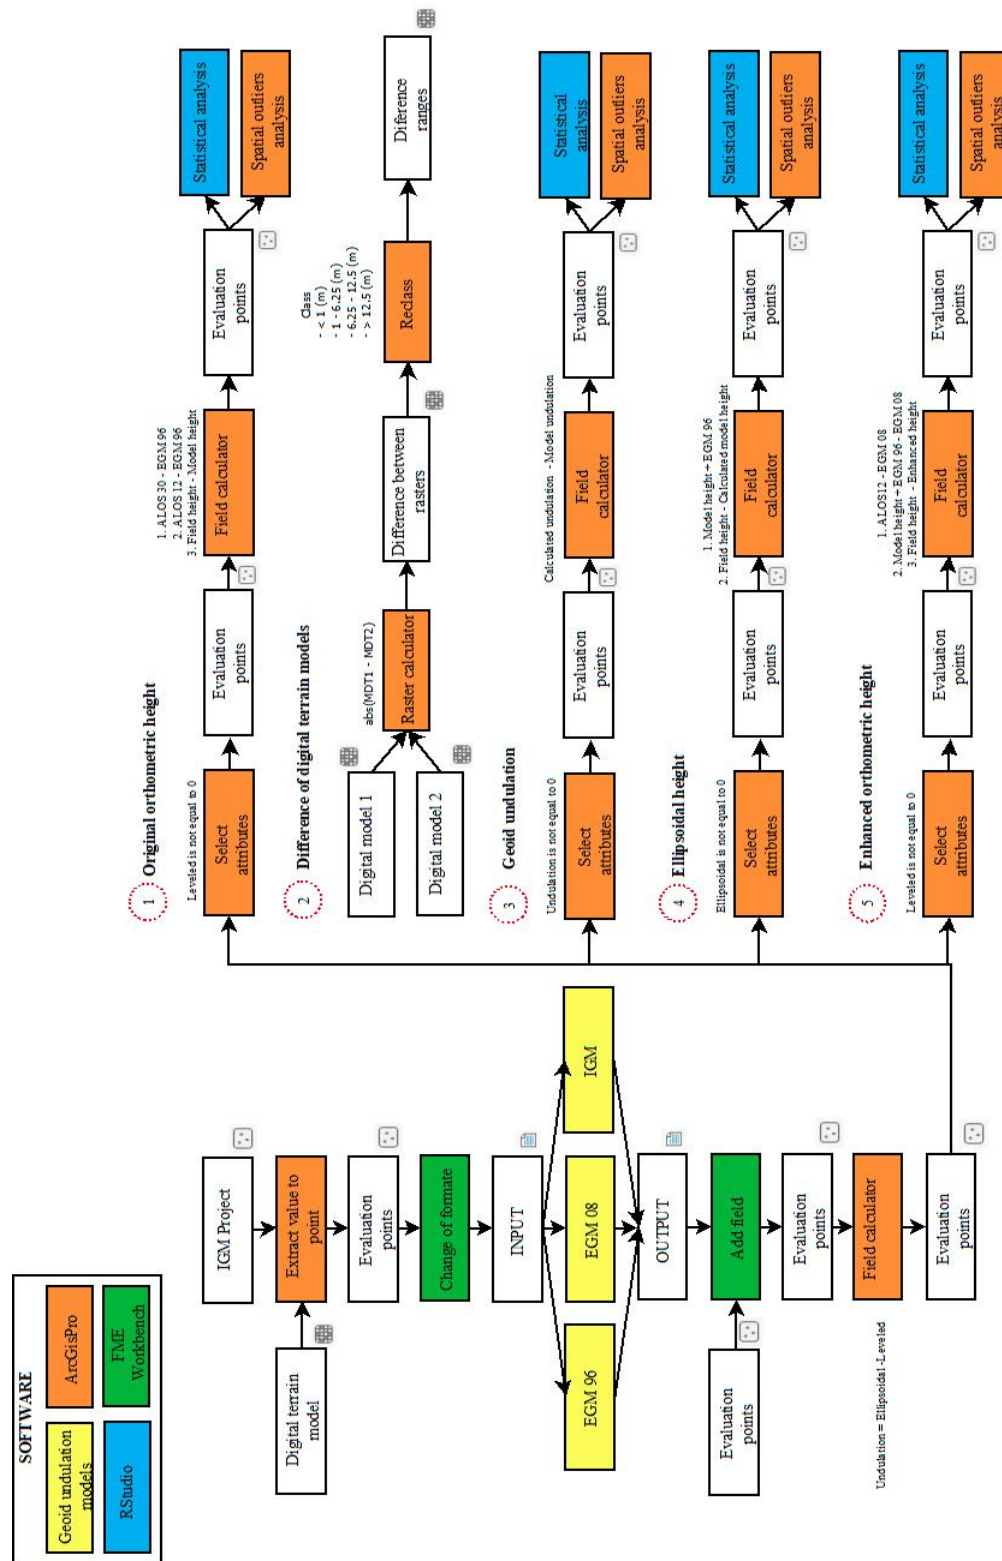 SOFTWARE
Geoid undulation
models
ArcGisPro
RStudio
FME
Workbench
IGM Project
Digital terrain
model
Extract value to
point
Evaluation
points
Change of formate
INPUT
EGM 96
EGM 08
IGM
OUTPUT
Evaluation
points
Add field
Evaluation
points
Undulation = Ellipsoidal -Leveled
Field calculator
Evaluation
points
1
Original orthometric height
Leveled is not equal to 0
Select
attributes
Evaluation
points
1. ALOS 30 - EGM 96
2. ALOS 12 - EGM 96
3. Field height - Model height
Field calculator
Evaluation
points
Statistical analysis
Spatial outliers
analysis
2
Difference of digital terrain models
Digital model 1
Digital model 2
abs(MDT1 - MDT2)
Raster calculator
Difference between
rasters
Class
- < 1 (m)
- 1 - 6.25 (m)
- 6.25 - 12.5 (m)
- > 12.5 (m)
Reclass
Diference
ranges
3
Geoid undulation
Undulation is not equal to 0
Select
attributes
Evaluation
points
Calculated undulation - Model undulation
Field
calculator
Evaluation
points
Statistical
analysis
Spatial outliers
analysis
4
Ellipsoidal height
Ellipsoidal is not equal to 0
Select
attributes
Evaluation
points
1. Model height + EGM 96
2. Field height - Calculated model height
Field
calculator
Evaluation
points
Statistical analysis
Spatial outliers
analysis
5
Enhanced orthometric height
Leveled is not equal to 0
Select
attributes
Evaluation
points
1. ALOS12 - EGM 08
2. Model height + EGM 96 - EGM 08
3. Field height - Enhanced height
Field
calculator
Evaluation
points
Statistical analysis
Spatial outliers
analysis